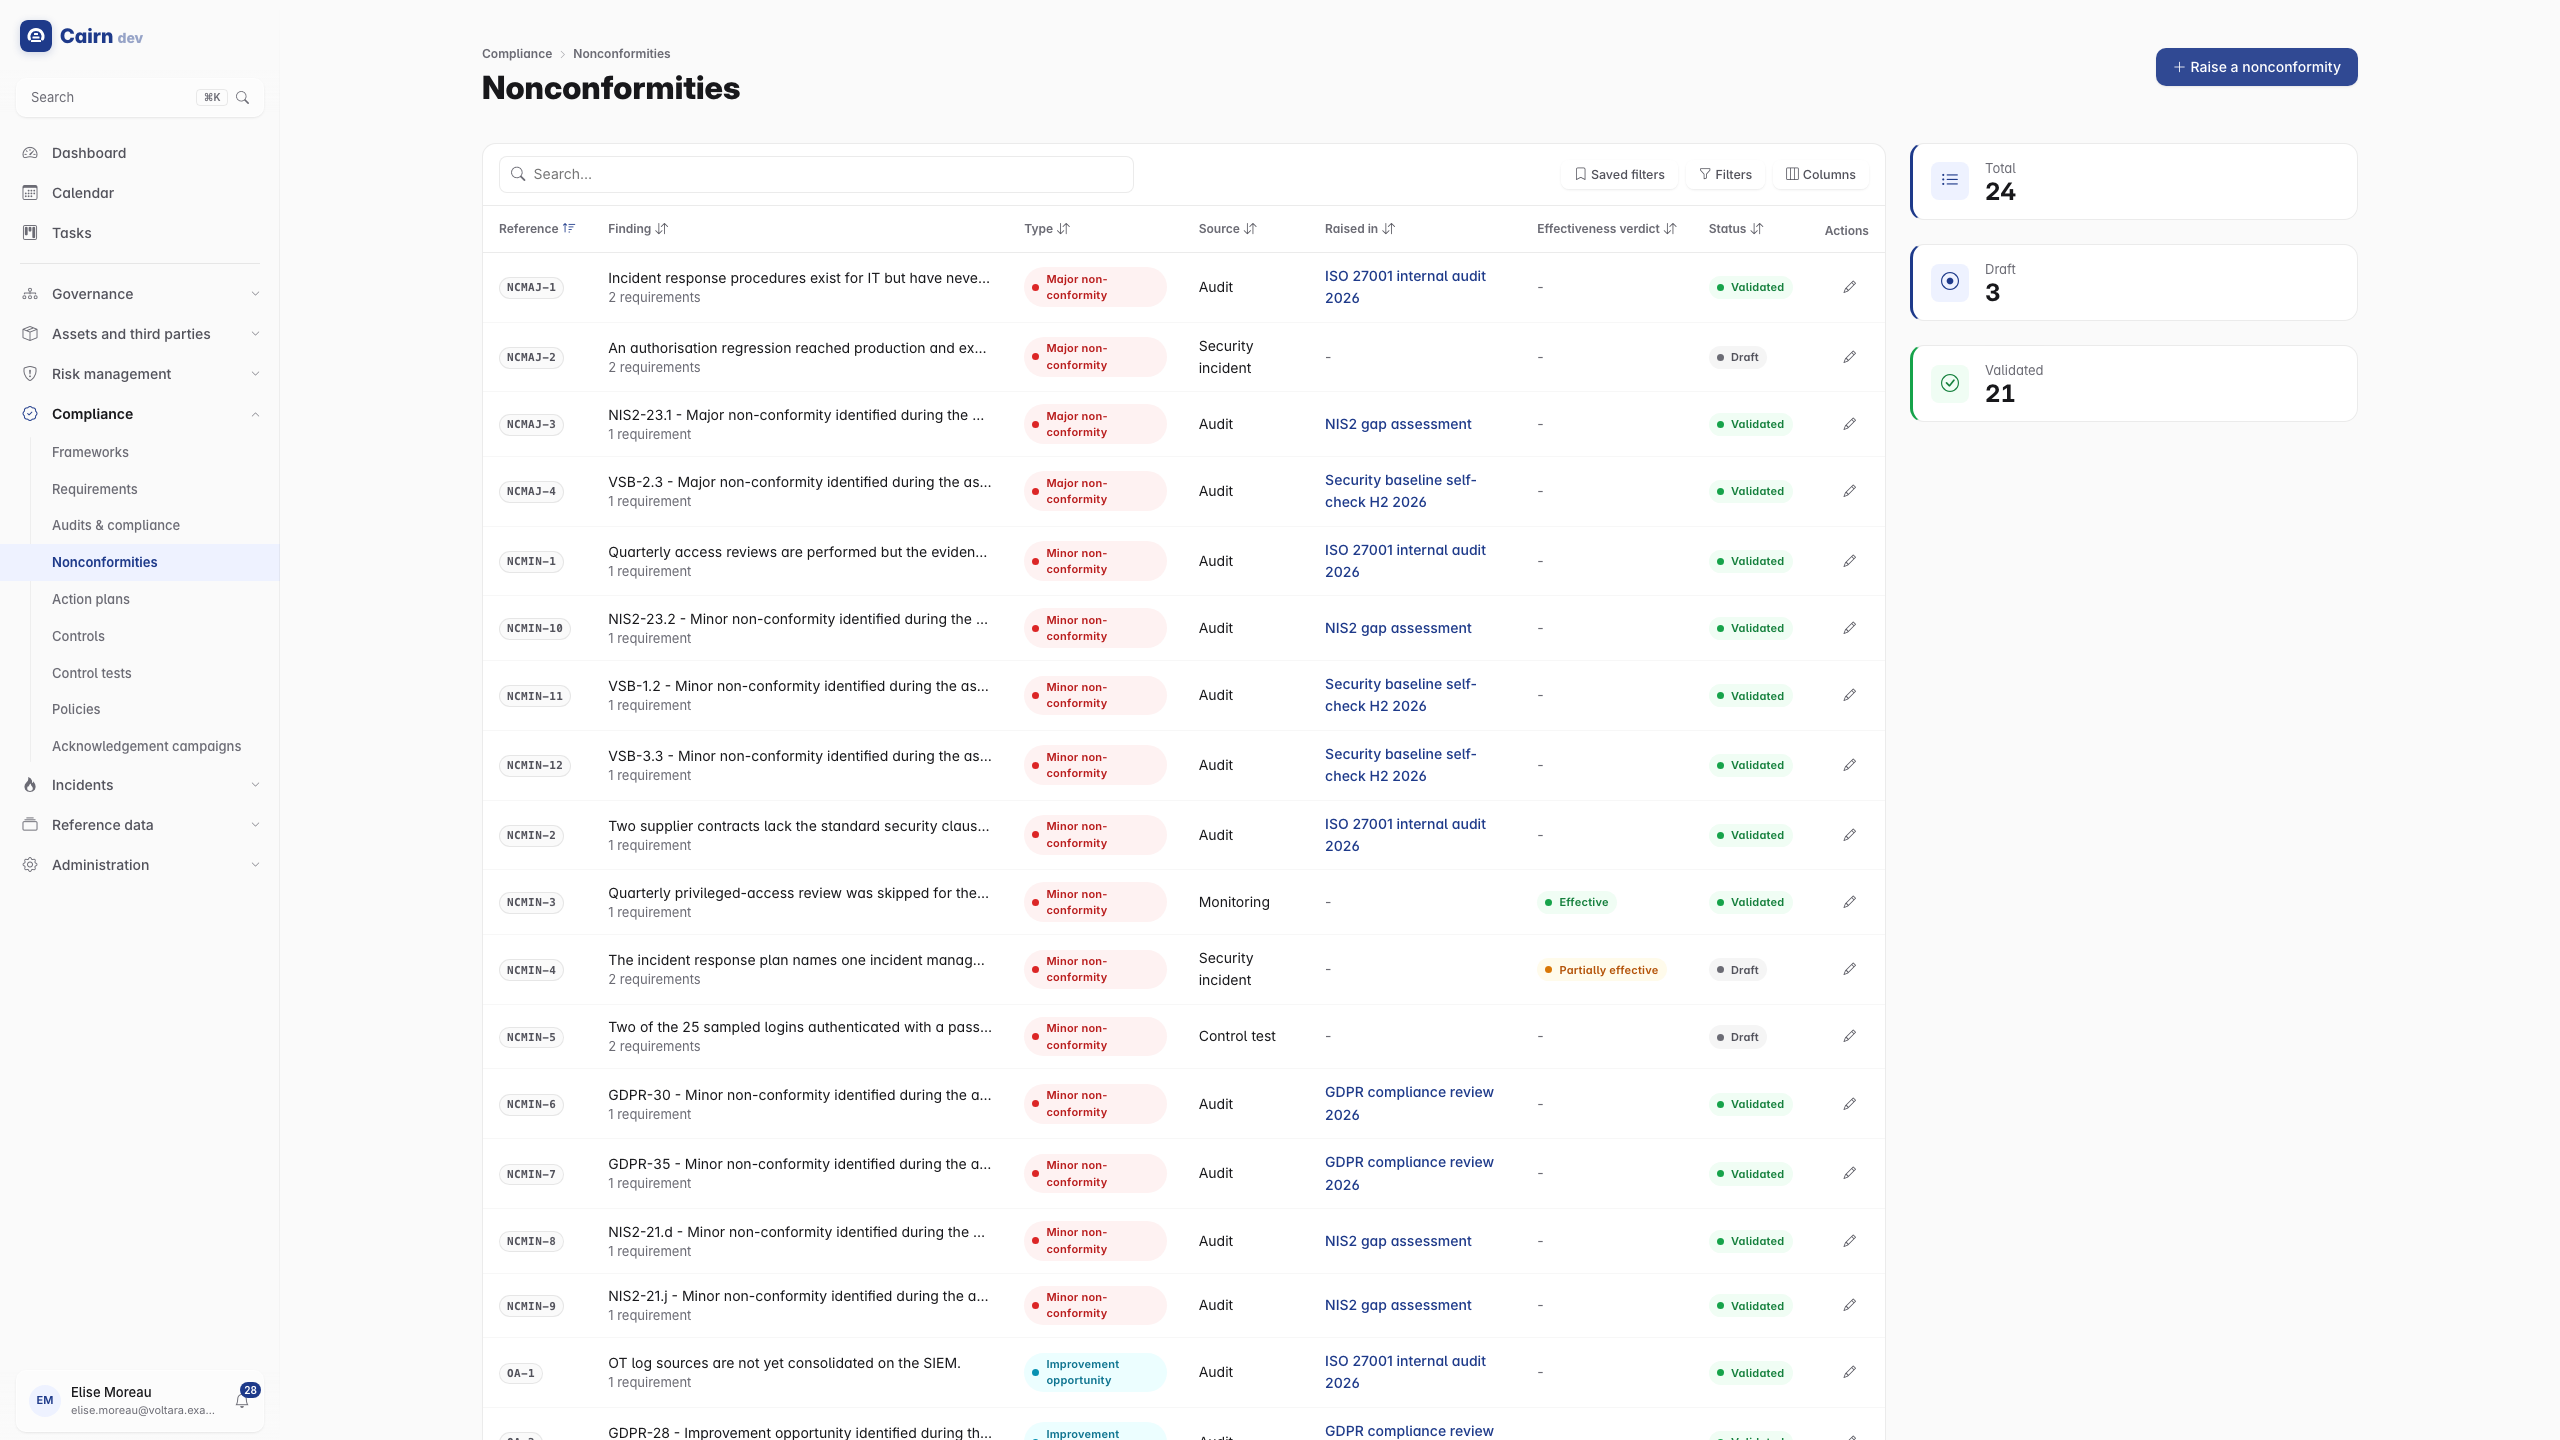 Cairn dev
Search
⌘K
Dashboard
Calendar
Tasks
Governance
Assets and third parties
Risk management
Compliance
Frameworks
Requirements
Audits & compliance
Nonconformities
Action plans
Controls
Control tests
Policies
Acknowledgement campaigns
Incidents
Reference data
Administration
EM
Elise Moreau
elise.moreau@voltara.exa...
28
Compliance > Nonconformities
Nonconformities
+ Raise a nonconformity
Search...
Saved filters
Filters
Columns
Reference Finding Type Source Raised in Effectiveness verdict Status Actions
NCMAJ-1 Incident response procedures exist for IT but have neve... 2 requirements Major non-conformity Audit ISO 27001 internal audit 2026 - Validated
NCMAJ-2 An authorisation regression reached production and ex... 2 requirements Major non-conformity Security incident - - Draft
NCMAJ-3 NIS2-23.1 - Major non-conformity identified during the ... 1 requirement Major non-conformity Audit NIS2 gap assessment - Validated
NCMAJ-4 VSB-2.3 - Major non-conformity identified during the as... 1 requirement Major non-conformity Audit Security baseline self-check H2 2026 - Validated
NCMIN-1 Quarterly access reviews are performed but the eviden... 1 requirement Minor non-conformity Audit ISO 27001 internal audit 2026 - Validated
NCMIN-10 NIS2-23.2 - Minor non-conformity identified during the ... 1 requirement Minor non-conformity Audit NIS2 gap assessment - Validated
NCMIN-11 VSB-1.2 - Minor non-conformity identified during the as... 1 requirement Minor non-conformity Audit Security baseline self-check H2 2026 - Validated
NCMIN-12 VSB-3.3 - Minor non-conformity identified during the as... 1 requirement Minor non-conformity Audit Security baseline self-check H2 2026 - Validated
NCMIN-2 Two supplier contracts lack the standard security claus... 1 requirement Minor non-conformity Audit ISO 27001 internal audit 2026 - Validated
NCMIN-3 Quarterly privileged-access review was skipped for the... 1 requirement Minor non-conformity Monitoring - Effective Validated
NCMIN-4 The incident response plan names one incident manag... 2 requirements Minor non-conformity Security incident - Partially effective Draft
NCMIN-5 Two of the 25 sampled logins authenticated with a pass... 2 requirements Minor non-conformity Control test - - Draft
NCMIN-6 GDPR-30 - Minor non-conformity identified during the a... 1 requirement Minor non-conformity Audit GDPR compliance review 2026 - Validated
NCMIN-7 GDPR-35 - Minor non-conformity identified during the a... 1 requirement Minor non-conformity Audit GDPR compliance review 2026 - Validated
NCMIN-8 NIS2-21.d - Minor non-conformity identified during the ... 1 requirement Minor non-conformity Audit NIS2 gap assessment - Validated
NCMIN-9 NIS2-21.j - Minor non-conformity identified during the a... 1 requirement Minor non-conformity Audit NIS2 gap assessment - Validated
OA-1 OT log sources are not yet consolidated on the SIEM. 1 requirement Improvement opportunity Audit ISO 27001 internal audit 2026 - Validated
GDPR-28 - Improvement opportunity identified during th... Improvement GDPR compliance review
Total
24
Draft
3
Validated
21